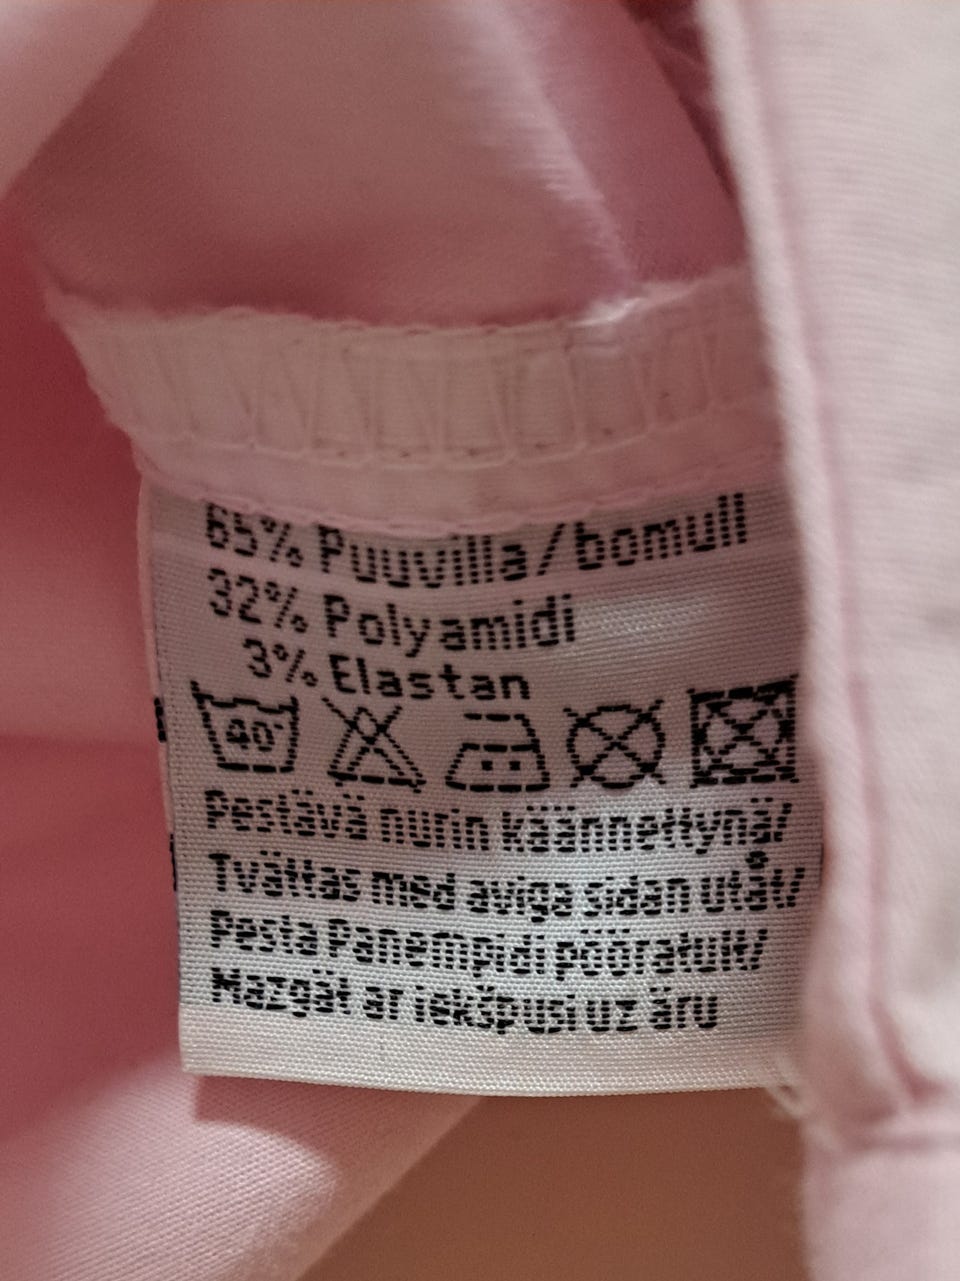 65% Puuvilla/bomull
32% Polyamidi
3% Elastan
40°
Pestävä nurin käännettynä/
Tvättas med aviga sidan utåt/
Pesta Panempidi pööratult/
Mazgāt ar iekšpusi uz āru